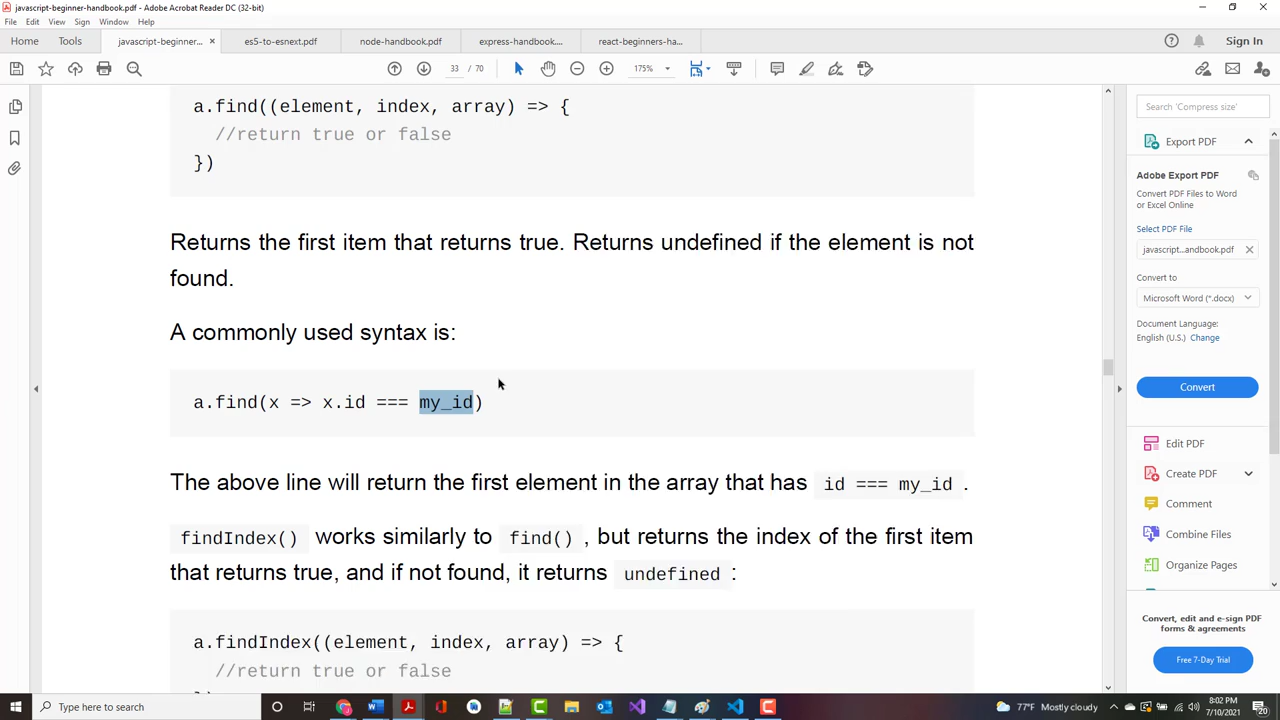 javascript-beginner-handbook.pdf - Adobe Acrobat Reader DC (32-bit)
File Edit View Sign Window Help
Home Tools javascript-beginner... × es5-to-esnext.pdf node-handbook.pdf express-handbook.... react-beginners-ha... Sign In
33 / 70 175%
a.find((element, index, array) => {
//return true or false
})
Returns the first item that returns true. Returns undefined if the element is not
found.
A commonly used syntax is:
a.find(x => x.id === my_id)
The above line will return the first element in the array that has id === my_id .
findIndex() works similarly to find() , but returns the index of the first item
that returns true, and if not found, it returns undefined :
a.findIndex((element, index, array) => {
//return true or false
Search 'Compress size'
Export PDF
Adobe Export PDF
Convert PDF Files to Word
or Excel Online
Select PDF File
javascript...andbook.pdf
Convert to
Microsoft Word (*.docx)
Document Language:
English (U.S.) Change
Convert
Edit PDF
Create PDF
Comment
Combine Files
Organize Pages
Convert, edit and e-sign PDF
forms & agreements
Free 7-Day Trial
Type here to search
77°F Mostly cloudy
8:02 PM
7/10/2021
20